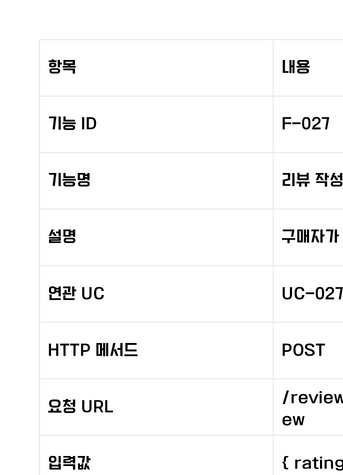 항목 내용
기능 ID F-027
기능명 리뷰 작성
설명 구매자가
연관 UC UC-027
HTTP 메서드 POST
요청 URL /review
ew
입력값 { rating